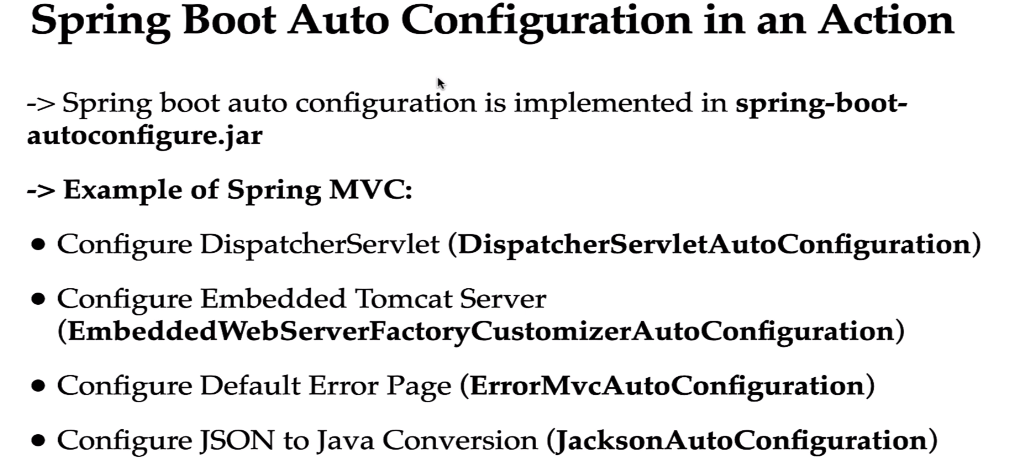 Spring Boot Auto Configuration in an Action
-> Spring boot auto configuration is implemented in spring-boot-
autoconfigure.jar
-> Example of Spring MVC:
● Configure DispatcherServlet (DispatcherServletAutoConfiguration)
● Configure Embedded Tomcat Server
(EmbeddedWebServerFactoryCustomizerAutoConfiguration)
● Configure Default Error Page (ErrorMvcAutoConfiguration)
● Configure JSON to Java Conversion (JacksonAutoConfiguration)